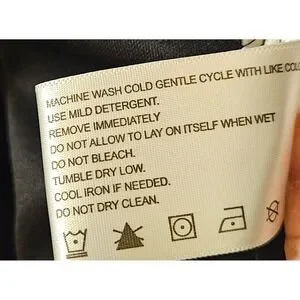 MACHINE WASH COLD GENTLE CYCLE WITH LIKE
USE MILD DETERGENT.
REMOVE IMMEDIATELY
DO NOT ALLOW TO LAY ON ITSELF WHEN WET
DO NOT BLEACH.
TUMBLE DRY LOW.
COOL IRON IF NEEDED.
DO NOT DRY CLEAN.